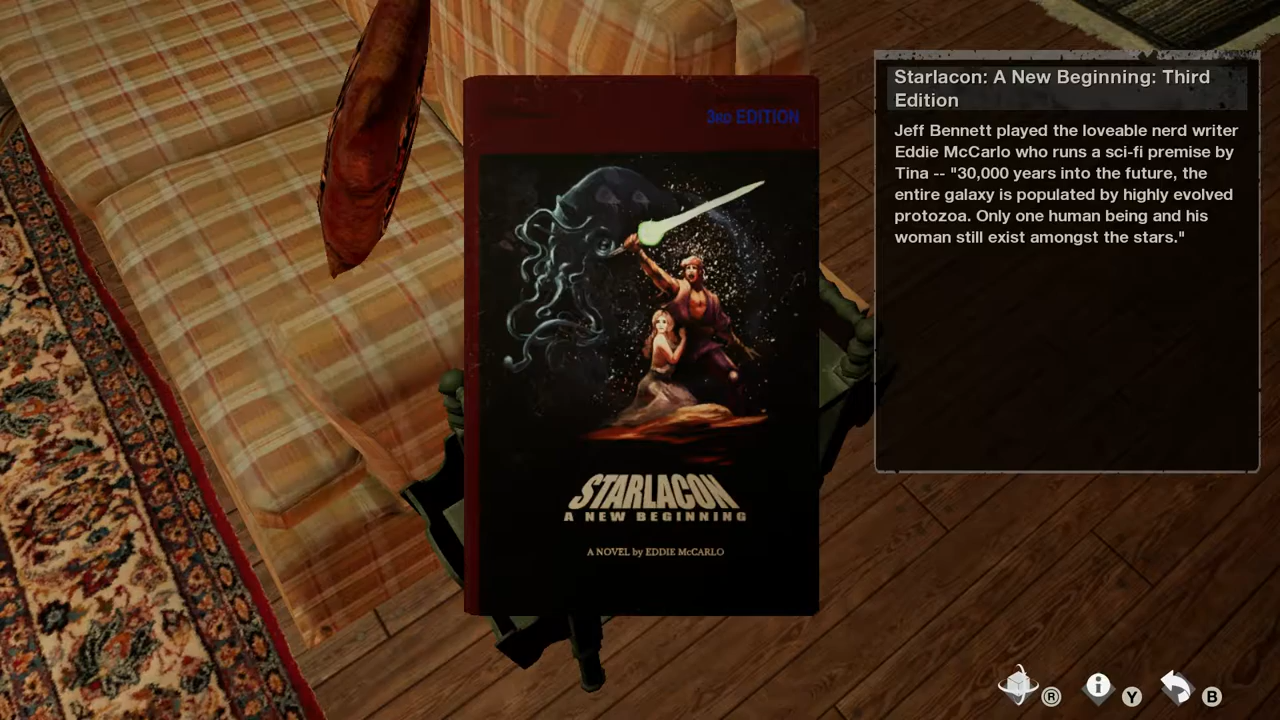 3RD EDITION
STARLACON
A NEW BEGINNING
A NOVEL by EDDIE McCARLO
Starlacon: A New Beginning: Third
Edition
Jeff Bennett played the loveable nerd writer
Eddie McCarlo who runs a sci-fi premise by
Tina -- "30,000 years into the future, the
entire galaxy is populated by highly evolved
protozoa. Only one human being and his
woman still exist amongst the stars."
R
Y
B